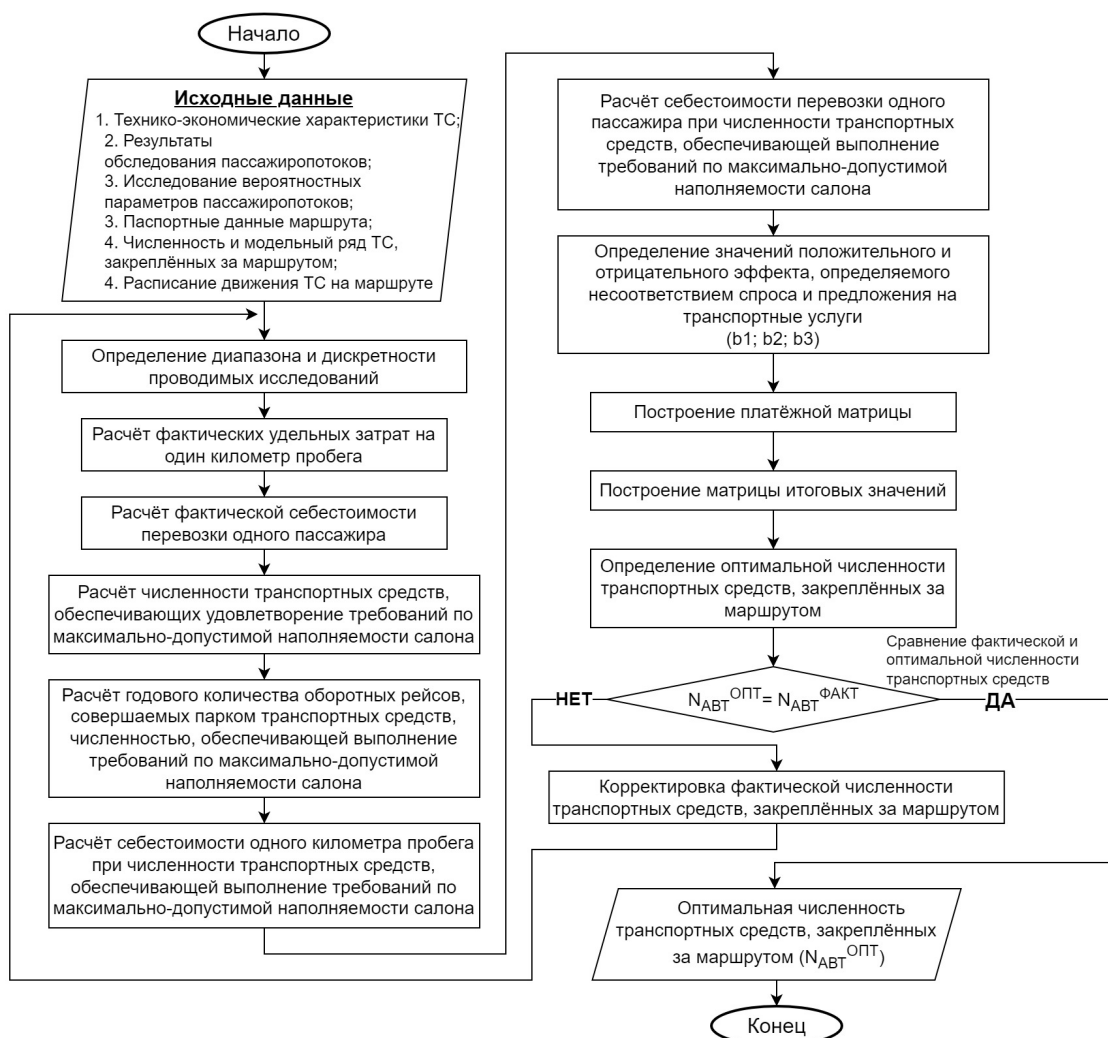 Начало
Исходные данные
1. Технико-экономические характеристики ТС;
2. Результаты
обследования пассажиропотоков;
3. Исследование вероятностных
параметров пассажиропотоков;
3. Паспортные данные маршрута;
4. Численность и модельный ряд ТС,
закреплённых за маршрутом;
4. Расписание движения ТС на маршруте
Определение диапазона и дискретности
проводимых исследований
Расчёт фактических удельных затрат на
один километр пробега
Расчёт фактической себестоимости
перевозки одного пассажира
Расчёт численности транспортных средств,
обеспечивающих удовлетворение требований по
максимально-допустимой наполняемости салона
Расчёт годового количества оборотных рейсов,
совершаемых парком транспортных средств,
численностью, обеспечивающей выполнение
требований по максимально-допустимой
наполняемости салона
Расчёт себестоимости одного километра пробега
при численности транспортных средств,
обеспечивающей выполнение требований по
максимально-допустимой наполняемости салона
Расчёт себестоимости перевозки одного
пассажира при численности транспортных
средств, обеспечивающей выполнение
требований по максимально-допустимой
наполняемости салона
Определение значений положительного и
отрицательного эффекта, определяемого
несоответствием спроса и предложения на
транспортные услуги
(b1; b2; b3)
Построение платёжной матрицы
Построение матрицы итоговых значений
Определение оптимальной численности
транспортных средств, закреплённых за
маршрутом
Сравнение фактической и
оптимальной численности
транспортных средств
НЕТ
N_АВТ^ОПТ = N_АВТ^ФАКТ
ДА
Корректировка фактической численности
транспортных средств, закреплённых за маршрутом
Оптимальная численность
транспортных средств, закреплённых
за маршрутом (N_АВТ^ОПТ)
Конец